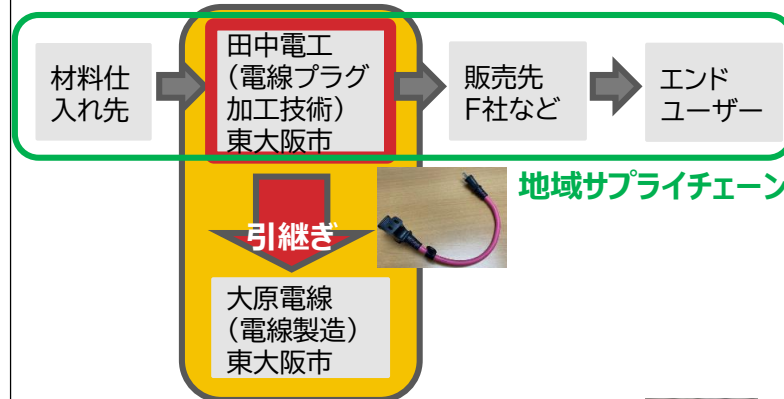 材料仕
入れ先
田中電工
(電線プラグ
加工技術)
東大阪市
販売先
F社など
エンド
ユーザー
地域サプライチェーン
引継ぎ
大原電線
(電線製造)
東大阪市